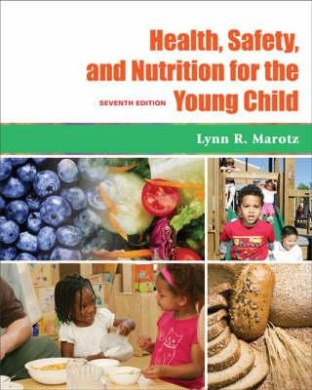 Health, Safety,
and Nutrition for the
SEVENTH EDITION Young Child
Lynn R. Marotz